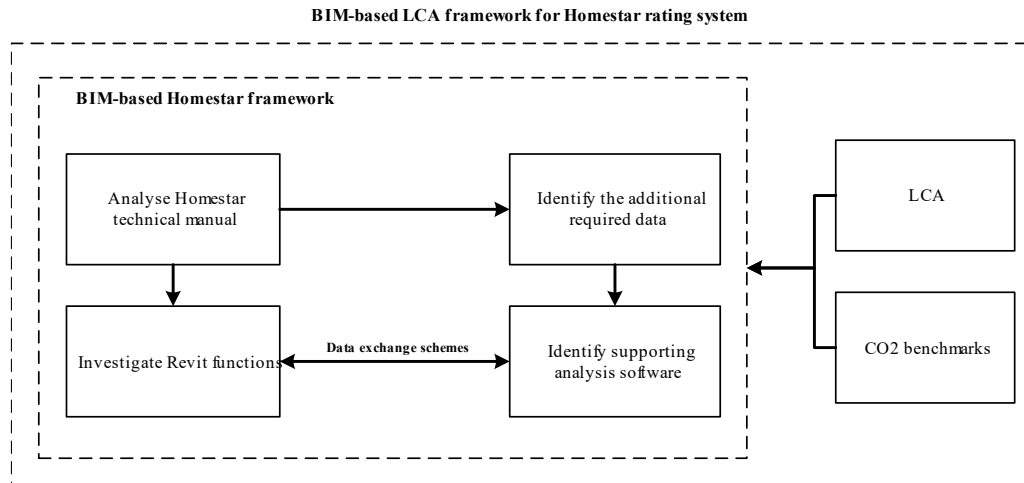 BIM-based LCA framework for Homestar rating system
BIM-based Homestar framework
Analyse Homestar
technical manual
Identify the additional
required data
LCA
Investigate Revit functions
Data exchange schemes
Identify supporting
analysis software
CO2 benchmarks